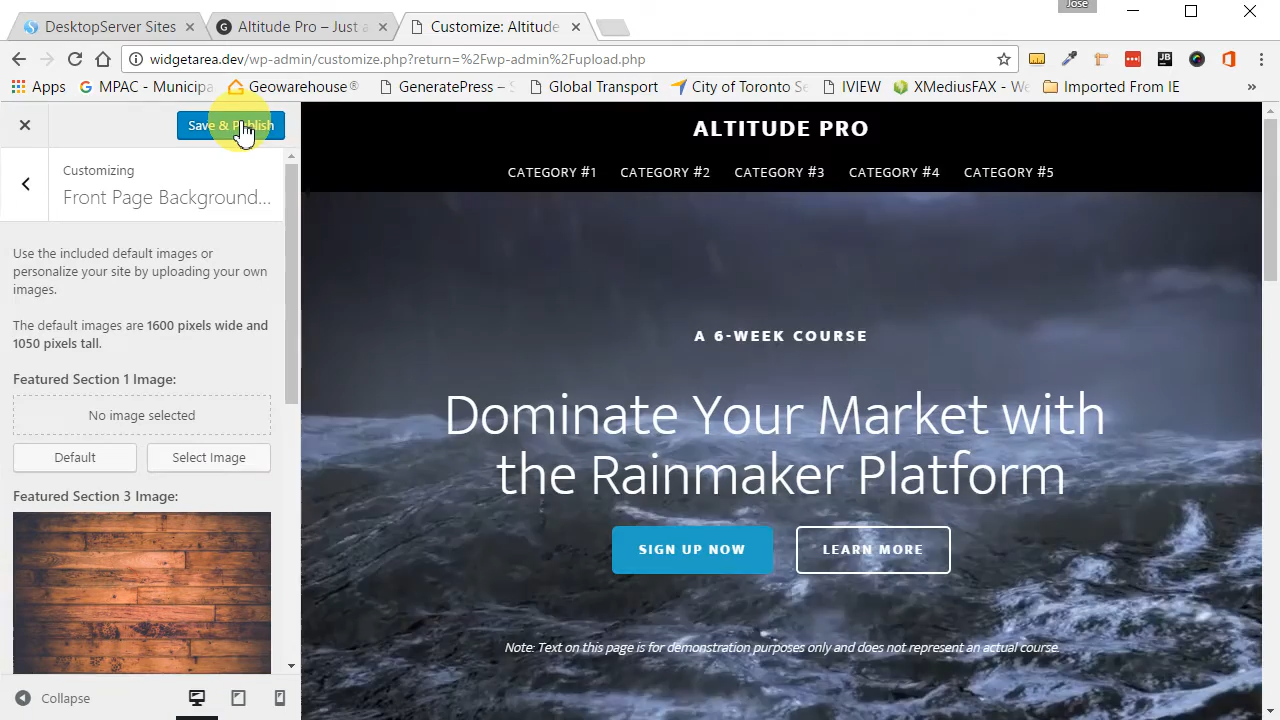 Jose
DesktopServer Sites
Altitude Pro – Just a
Customize: Altitude
widgetarea.dev/wp-admin/customize.php?return=%2Fwp-admin%2Fupload.php
Apps MPAC - Municipa Geowarehouse® GeneratePress – Global Transport City of Toronto Se IVIEW XMediusFAX - We Imported From IE »
Save & Publish
Customizing
Front Page Background...
Use the included default images or
personalize your site by uploading your own
images.
The default images are 1600 pixels wide and
1050 pixels tall.
Featured Section 1 Image:
No image selected
Default Select Image
Featured Section 3 Image:
Collapse
ALTITUDE PRO
CATEGORY #1 CATEGORY #2 CATEGORY #3 CATEGORY #4 CATEGORY #5
A 6-WEEK COURSE
Dominate Your Market with
the Rainmaker Platform
SIGN UP NOW LEARN MORE
Note: Text on this page is for demonstration purposes only and does not represent an actual course.